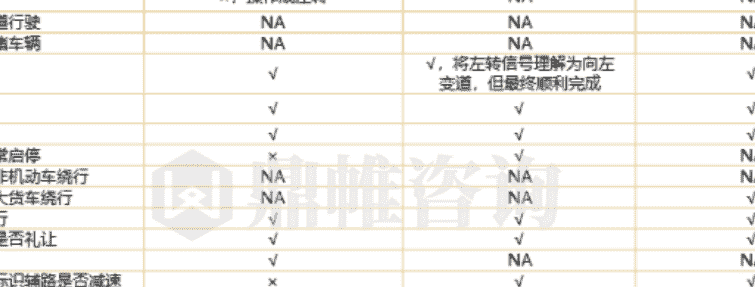 道行驶 NA NA NA
堵车辆 NA NA NA
√ √，将左转信号理解为向左
变道，但最终顺利完成 √
√ √ √
√ √ √
常启停 × √ NA
非机动车绕行 NA NA NA
大货车绕行 NA NA √
行 √ √ √
是否礼让 √ √ √
√ NA NA
标识辅路是否减速 × √ √
鼎帷咨询